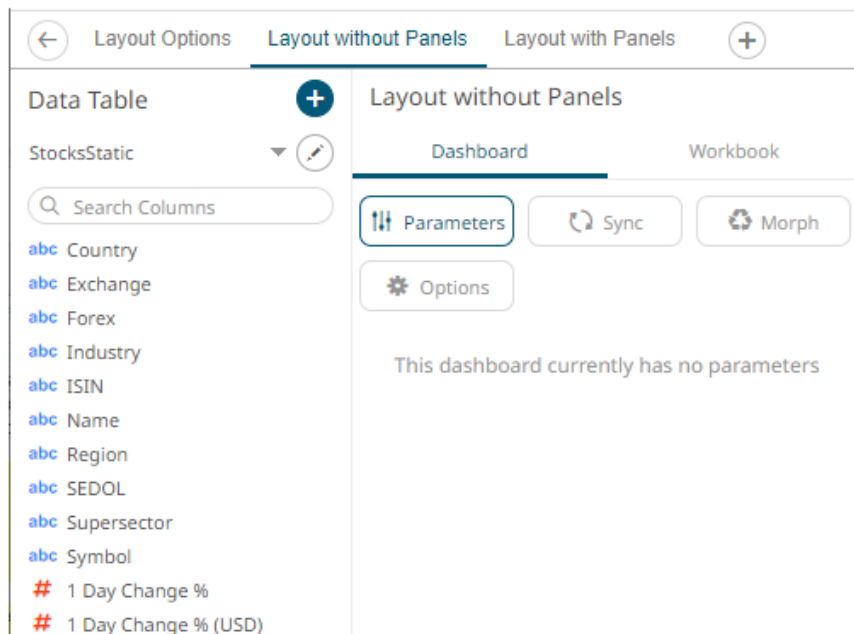 Layout Options Layout without Panels Layout with Panels
Data Table
StocksStatic
Search Columns
abc Country
abc Exchange
abc Forex
abc Industry
abc ISIN
abc Name
abc Region
abc SEDOL
abc Supersector
abc Symbol
# 1 Day Change %
# 1 Day Change % (USD)
Layout without Panels
Dashboard Workbook
Parameters Sync Morph
Options
This dashboard currently has no parameters